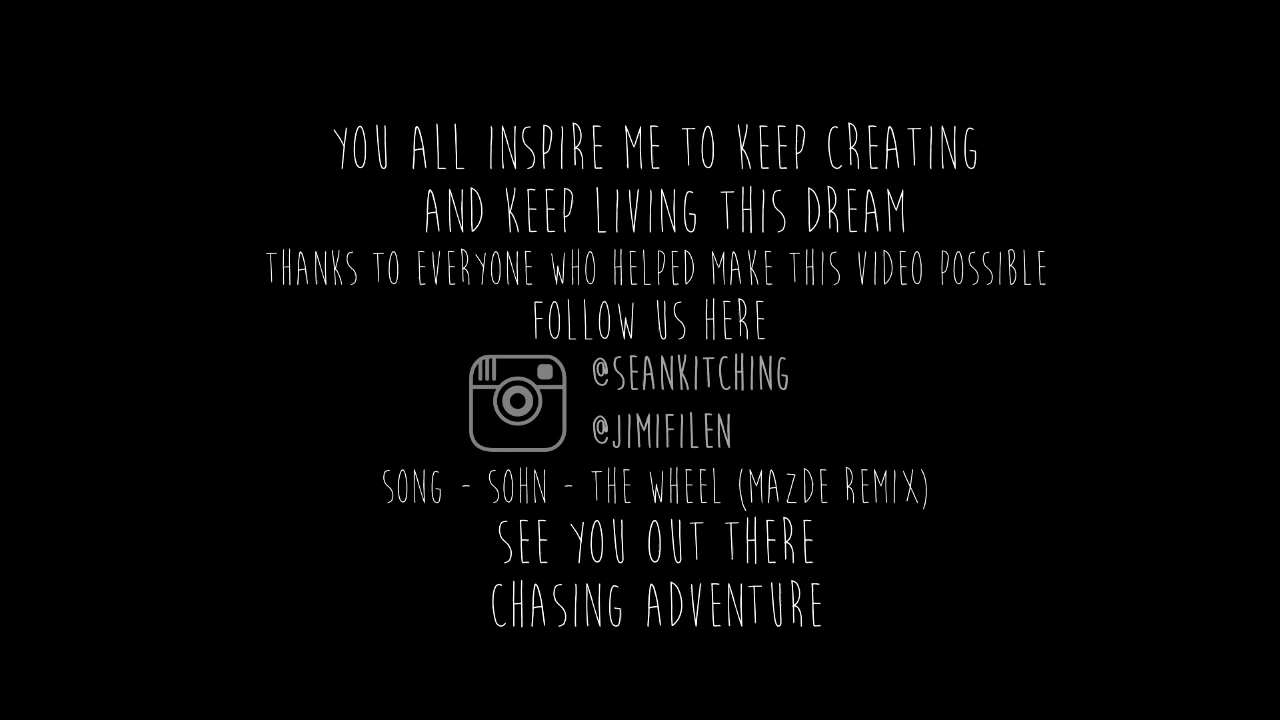 YOU ALL INSPIRE ME TO KEEP CREATING
AND KEEP LIVING THIS DREAM
THANKS TO EVERYONE WHO HELPED MAKE THIS VIDEO POSSIBLE
FOLLOW US HERE
@SEANKITCHING
@JIMIFILEN
SONG - SOHN - THE WHEEL (MAZDE REMIX)
SEE YOU OUT THERE
CHASING ADVENTURE